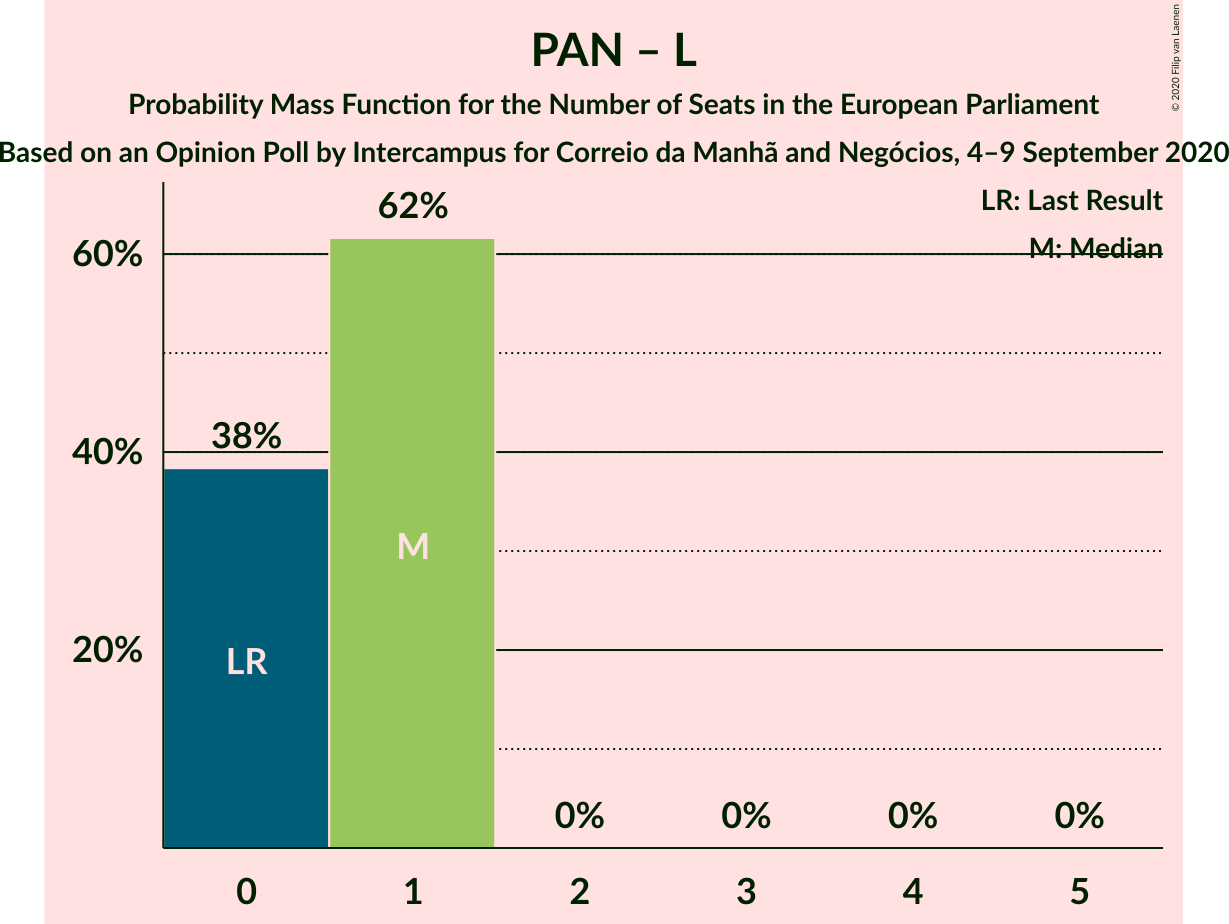 PAN – L
Probability Mass Function for the Number of Seats in the European Parliament
Based on an Opinion Poll by Intercampus for Correio da Manhã and Negócios, 4–9 September 2020
© 2020 Filip van Laenen
LR: Last Result
M: Median
62%
60%
38%
40%
M
LR
20%
0% 0% 0% 0%
0 1 2 3 4 5